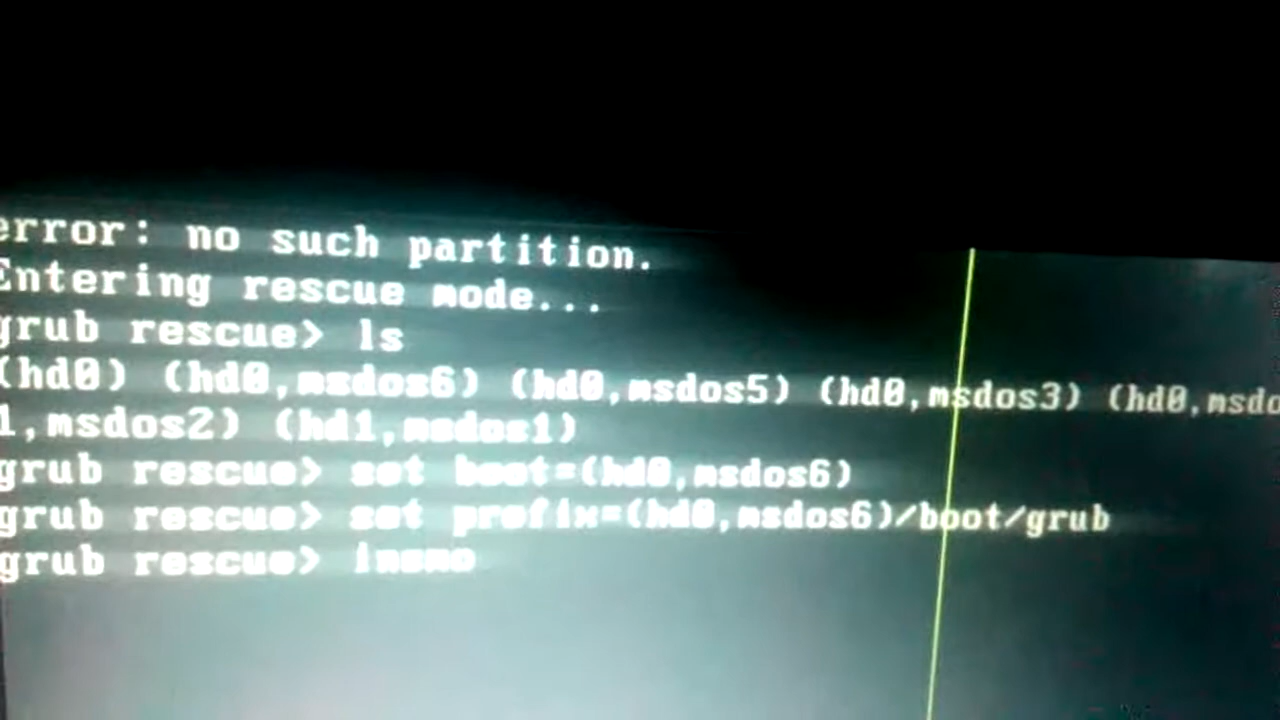 error: no such partition.
Entering rescue mode...
grub rescue> ls
(hd0) (hd0,msdos6) (hd0,msdos5) (hd0,msdos3) (hd0,msdo
1,msdos2) (hd1,msdos1)
grub rescue> set boot=(hd0,msdos6)
grub rescue> set prefix=(hd0,msdos6)/boot/grub
grub rescue> insmo